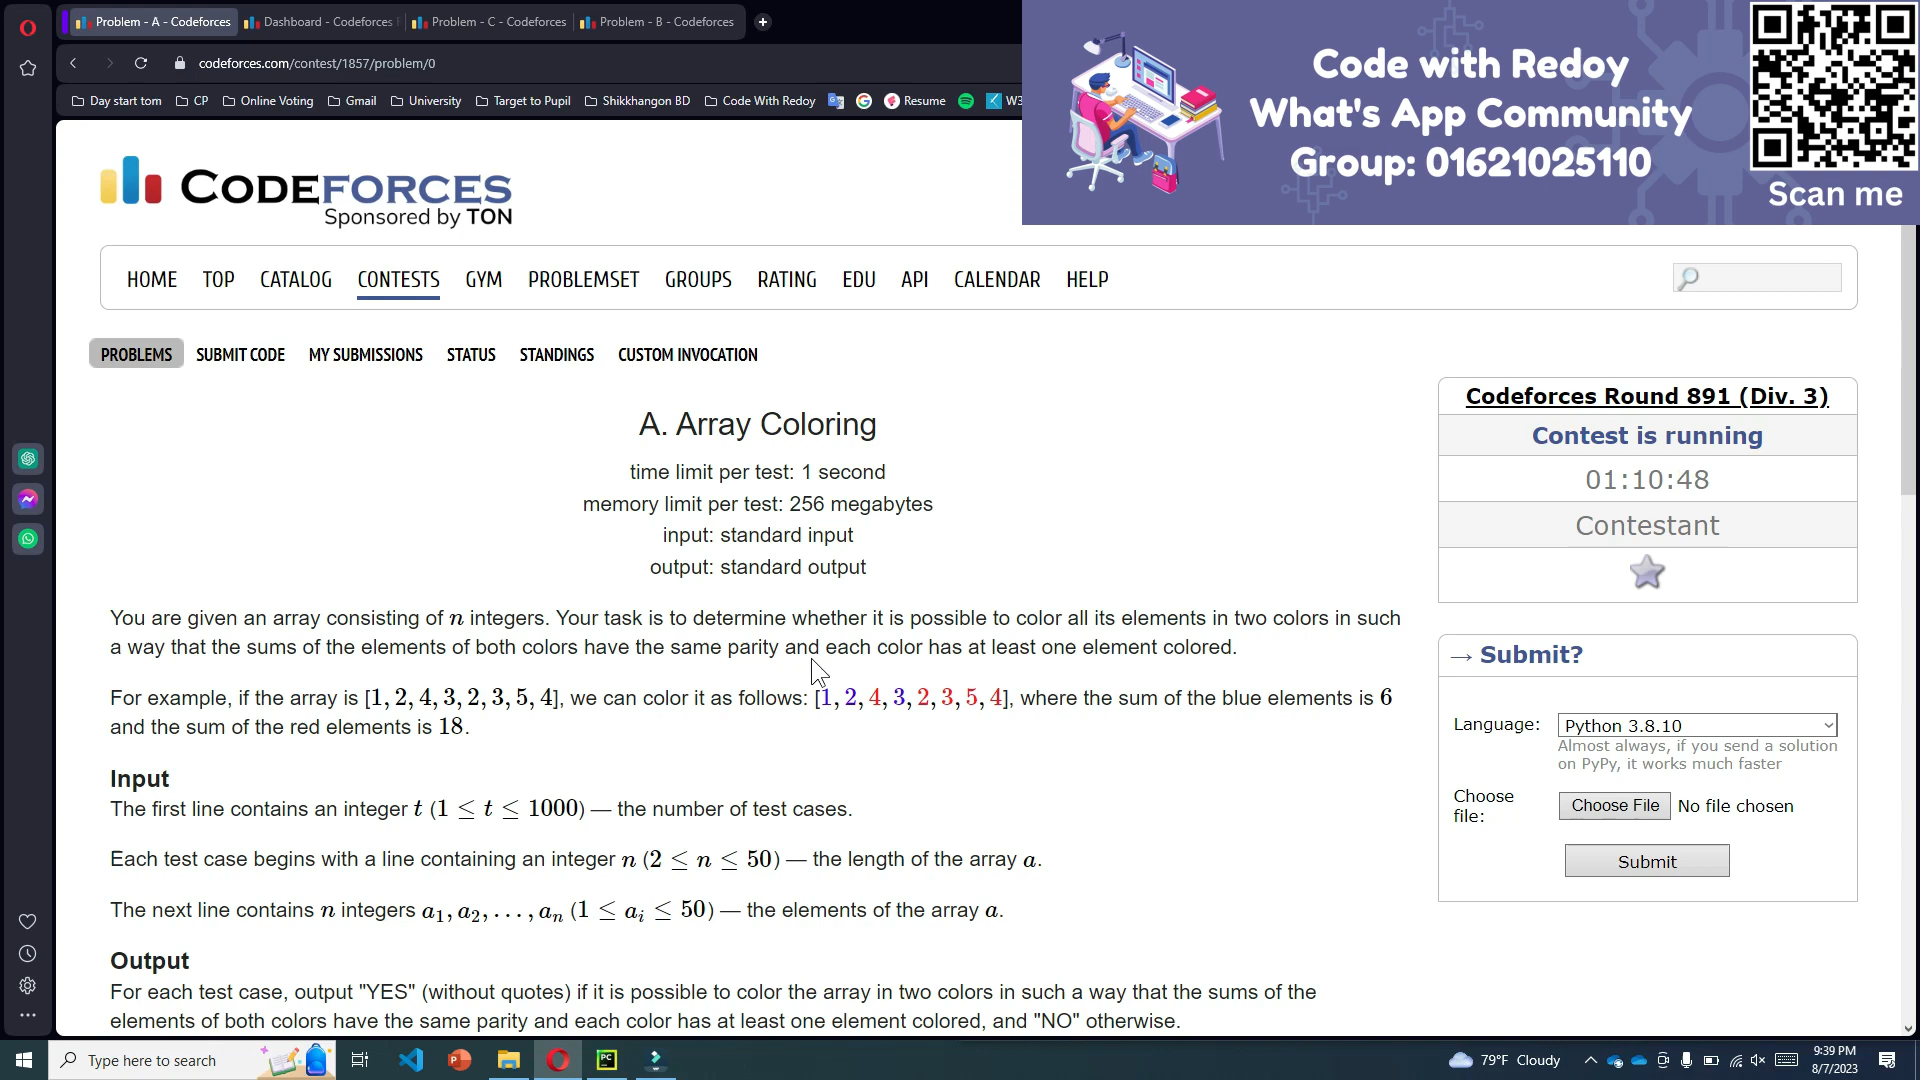 Problem - A - Codeforces
Dashboard - Codeforces
Problem - C - Codeforces
Problem - B - Codeforces
codeforces.com/contest/1857/problem/0
Day start tom
CP
Online Voting
Gmail
University
Target to Pupil
Shikkhangon BD
Code With Redoy
Resume
W3
Code with Redoy
What's App Community
Group: 01621025110
Scan me
CODEFORCES
Sponsored by TON
HOME TOP CATALOG CONTESTS GYM PROBLEMSET GROUPS RATING EDU API CALENDAR HELP
PROBLEMS SUBMIT CODE MY SUBMISSIONS STATUS STANDINGS CUSTOM INVOCATION
A. Array Coloring
time limit per test: 1 second
memory limit per test: 256 megabytes
input: standard input
output: standard output
You are given an array consisting of n integers. Your task is to determine whether it is possible to color all its elements in two colors in such
a way that the sums of the elements of both colors have the same parity and each color has at least one element colored.
For example, if the array is [1, 2, 4, 3, 2, 3, 5, 4], we can color it as follows: [1, 2, 4, 3, 2, 3, 5, 4], where the sum of the blue elements is 6
and the sum of the red elements is 18.
Input
The first line contains an integer t (1 ≤ t ≤ 1000) — the number of test cases.
Each test case begins with a line containing an integer n (2 ≤ n ≤ 50) — the length of the array a.
The next line contains n integers a1, a2, …, an (1 ≤ ai ≤ 50) — the elements of the array a.
Output
For each test case, output "YES" (without quotes) if it is possible to color the array in two colors in such a way that the sums of the
elements of both colors have the same parity and each color has at least one element colored, and "NO" otherwise.
Codeforces Round 891 (Div. 3)
Contest is running
01:10:48
Contestant
→ Submit?
Language: Python 3.8.10
Almost always, if you send a solution
on PyPy, it works much faster
Choose
file:
Choose File No file chosen
Submit
Type here to search
PC
79°F Cloudy
9:39 PM
8/7/2023